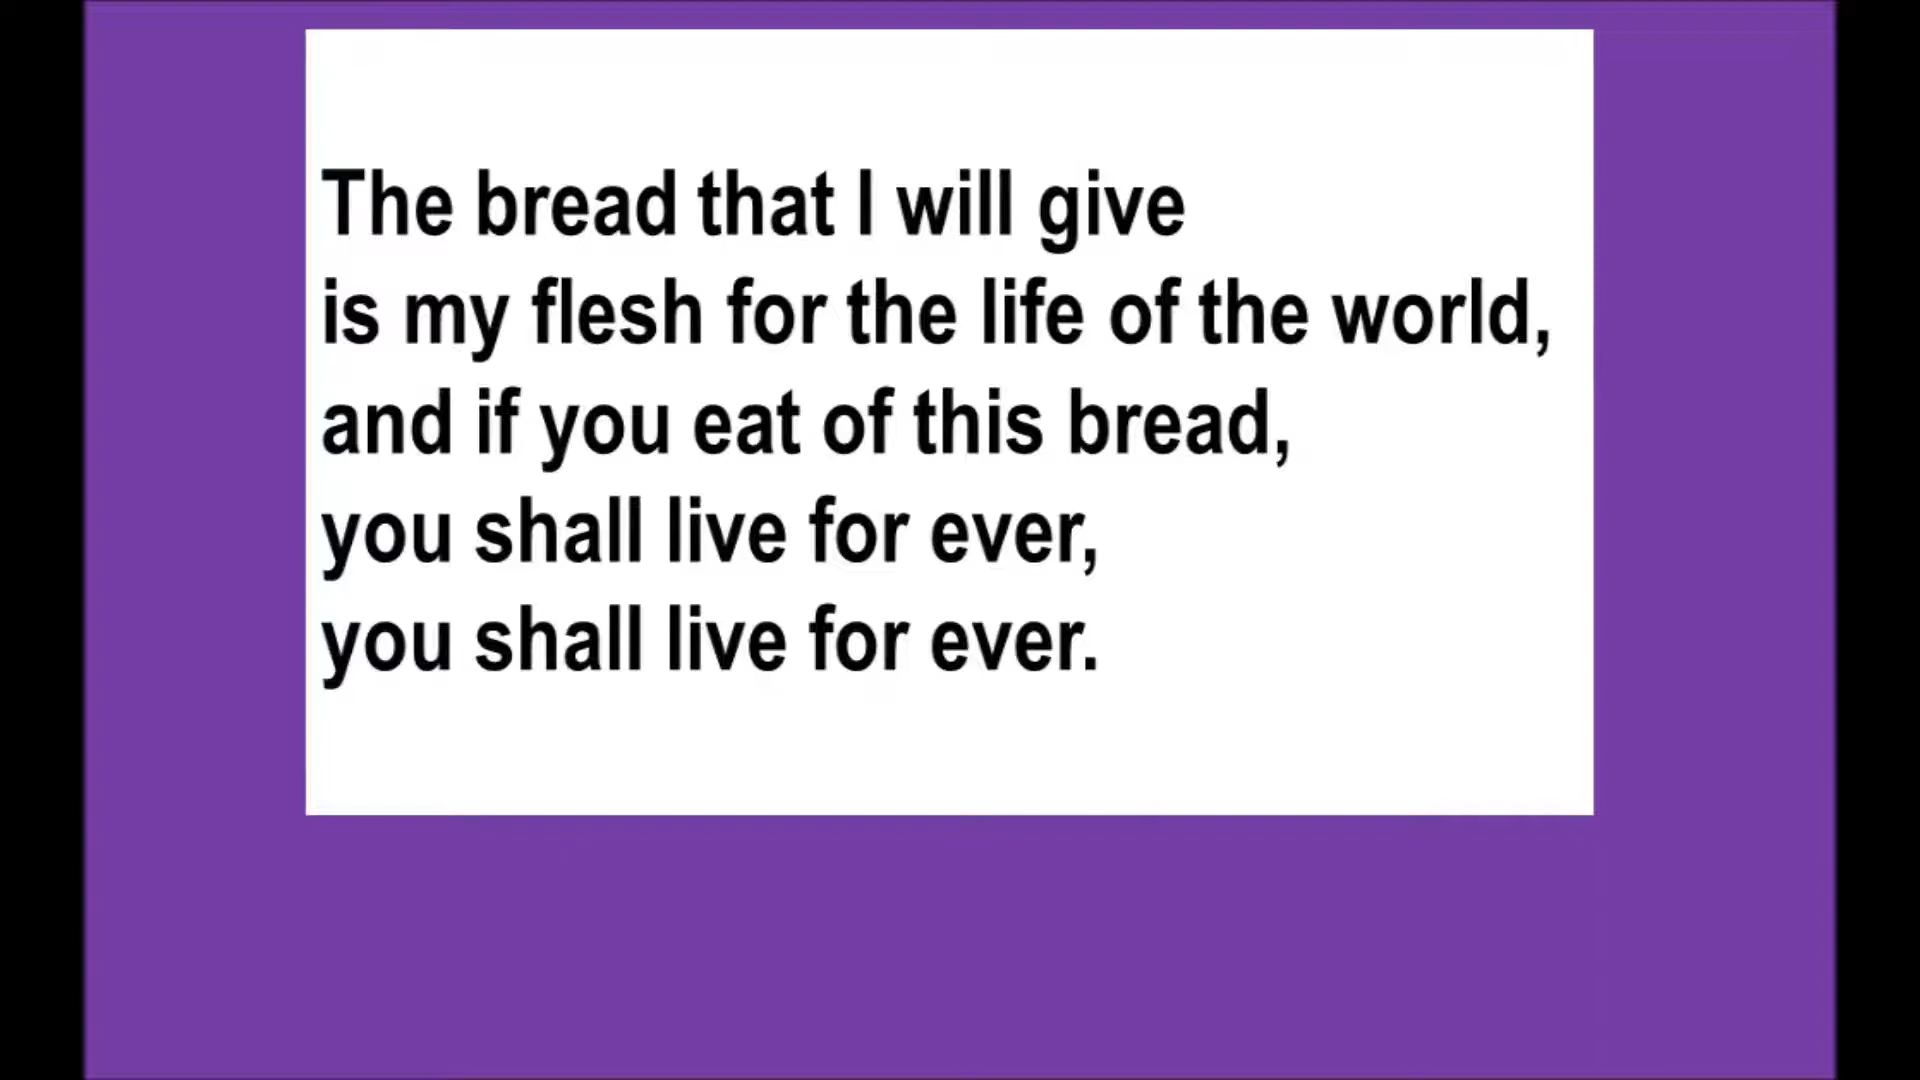 The bread that I will give
is my flesh for the life of the world,
and if you eat of this bread,
you shall live for ever,
you shall live for ever.